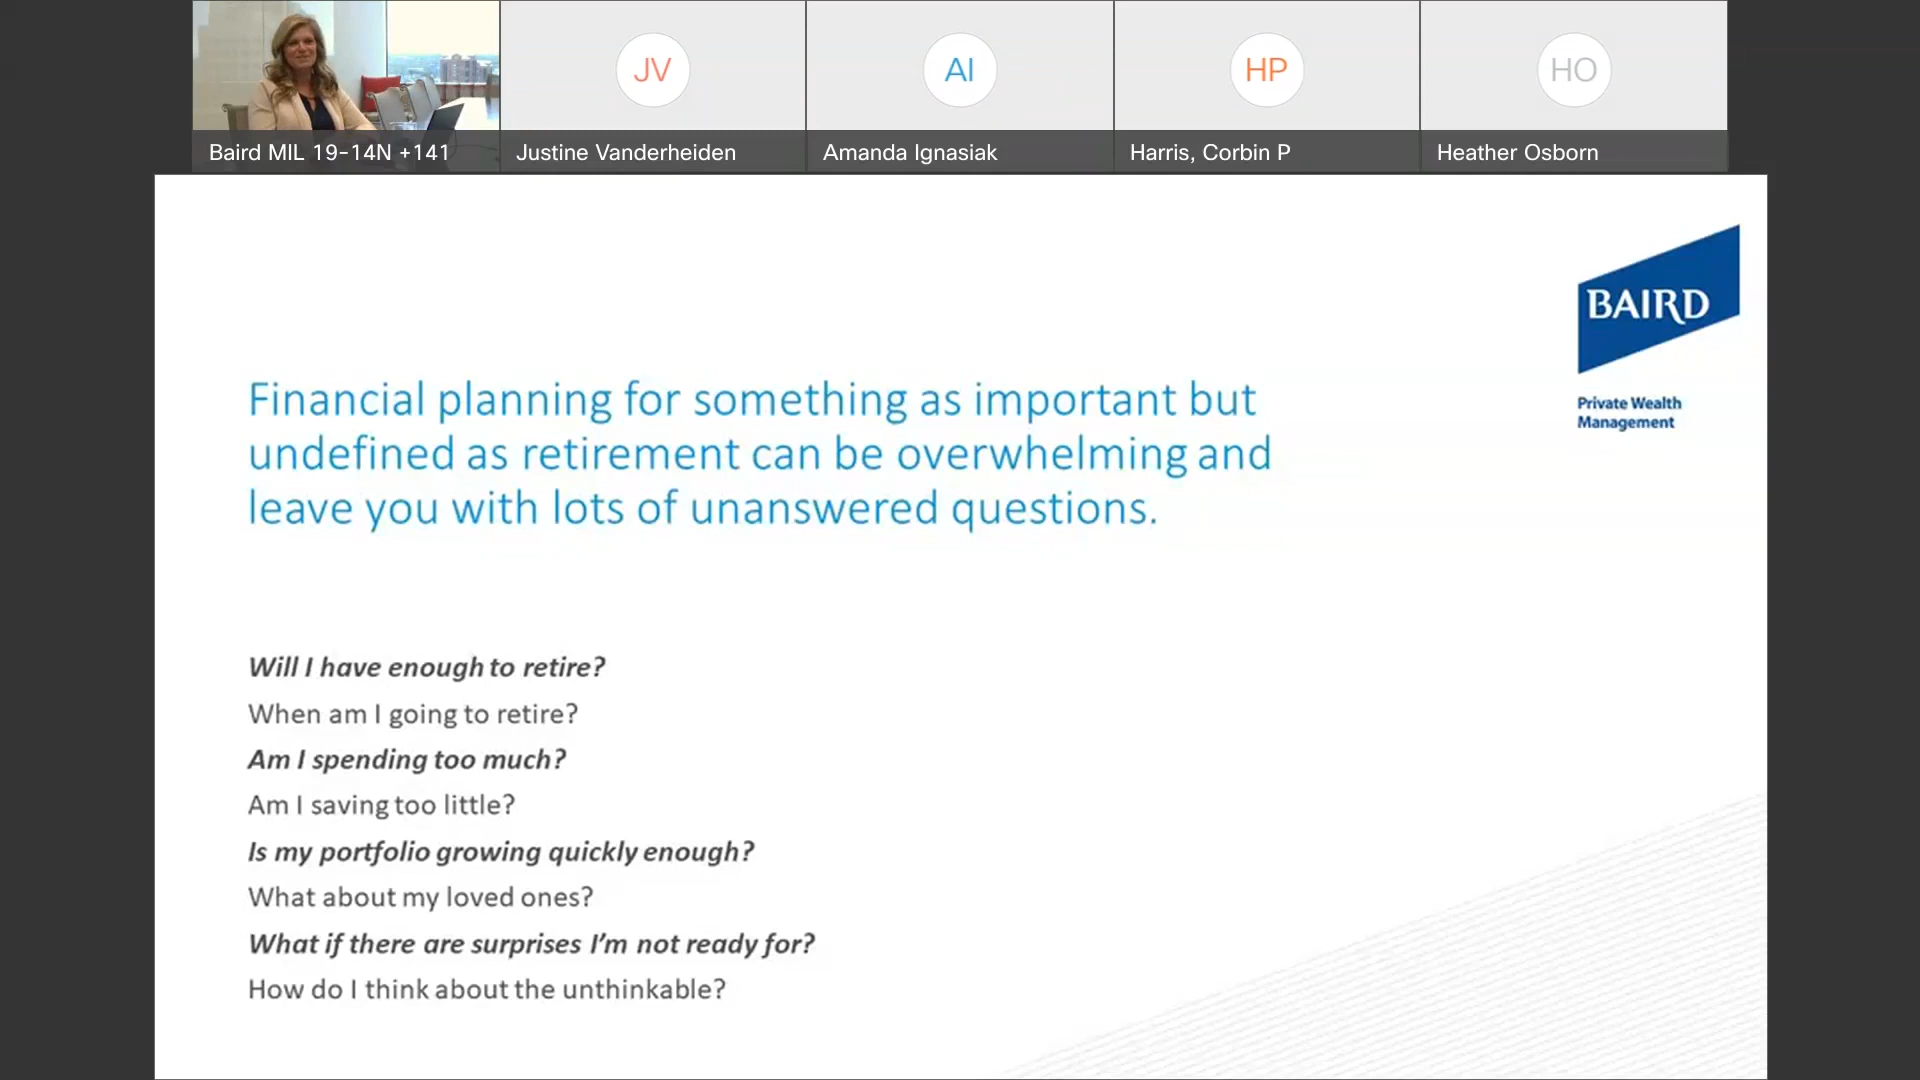 JV
AI
HP
HO
Baird MIL 19-14N +141
Justine Vanderheiden
Amanda Ignasiak
Harris, Corbin P
Heather Osborn
BAIRD
Private Wealth
Management
Financial planning for something as important but
undefined as retirement can be overwhelming and
leave you with lots of unanswered questions.
Will I have enough to retire?
When am I going to retire?
Am I spending too much?
Am I saving too little?
Is my portfolio growing quickly enough?
What about my loved ones?
What if there are surprises I’m not ready for?
How do I think about the unthinkable?